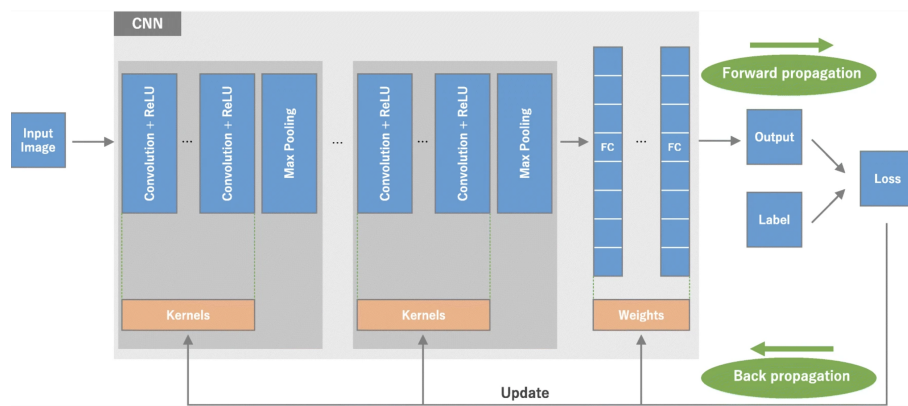 CNN
Forward propagation
Input
Image
Convolution + ReLU
...
Convolution + ReLU
Max Pooling
...
Convolution + ReLU
...
Convolution + ReLU
Max Pooling
FC
...
FC
Output
Label
Loss
Kernels
Kernels
Weights
Back propagation
Update